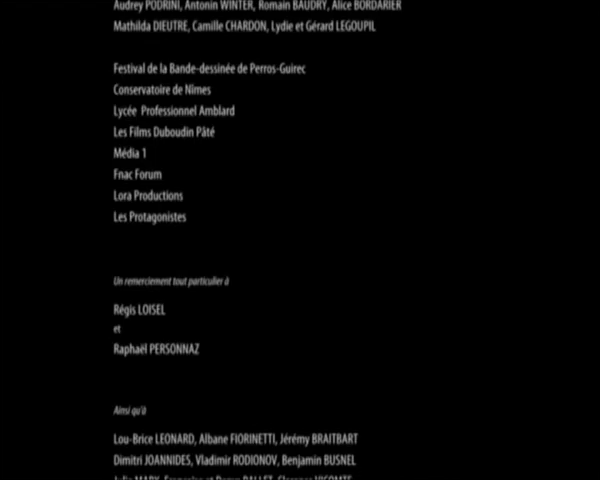 Audrey PODRINI, Antonin WINTER, Romain BAUDRY, Alice BORDARIER
Mathilda DIEUTRE, Camille CHARDON, Lydie et Gérard LEGOUPIL
Festival de la Bande-dessinée de Perros-Guirec
Conservatoire de Nîmes
Lycée Professionnel Amblard
Les Films Duboudin Pâté
Média 1
Fnac Forum
Lora Productions
Les Protagonistes
Un remerciement tout particulier à
Régis LOISEL
et
Raphaël PERSONNAZ
Ainsi qu'à
Lou-Brice LEONARD, Albane FIORINETTI, Jérémy BRAITBART
Dimitri JOANNIDES, Vladimir RODIONOV, Benjamin BUSNEL